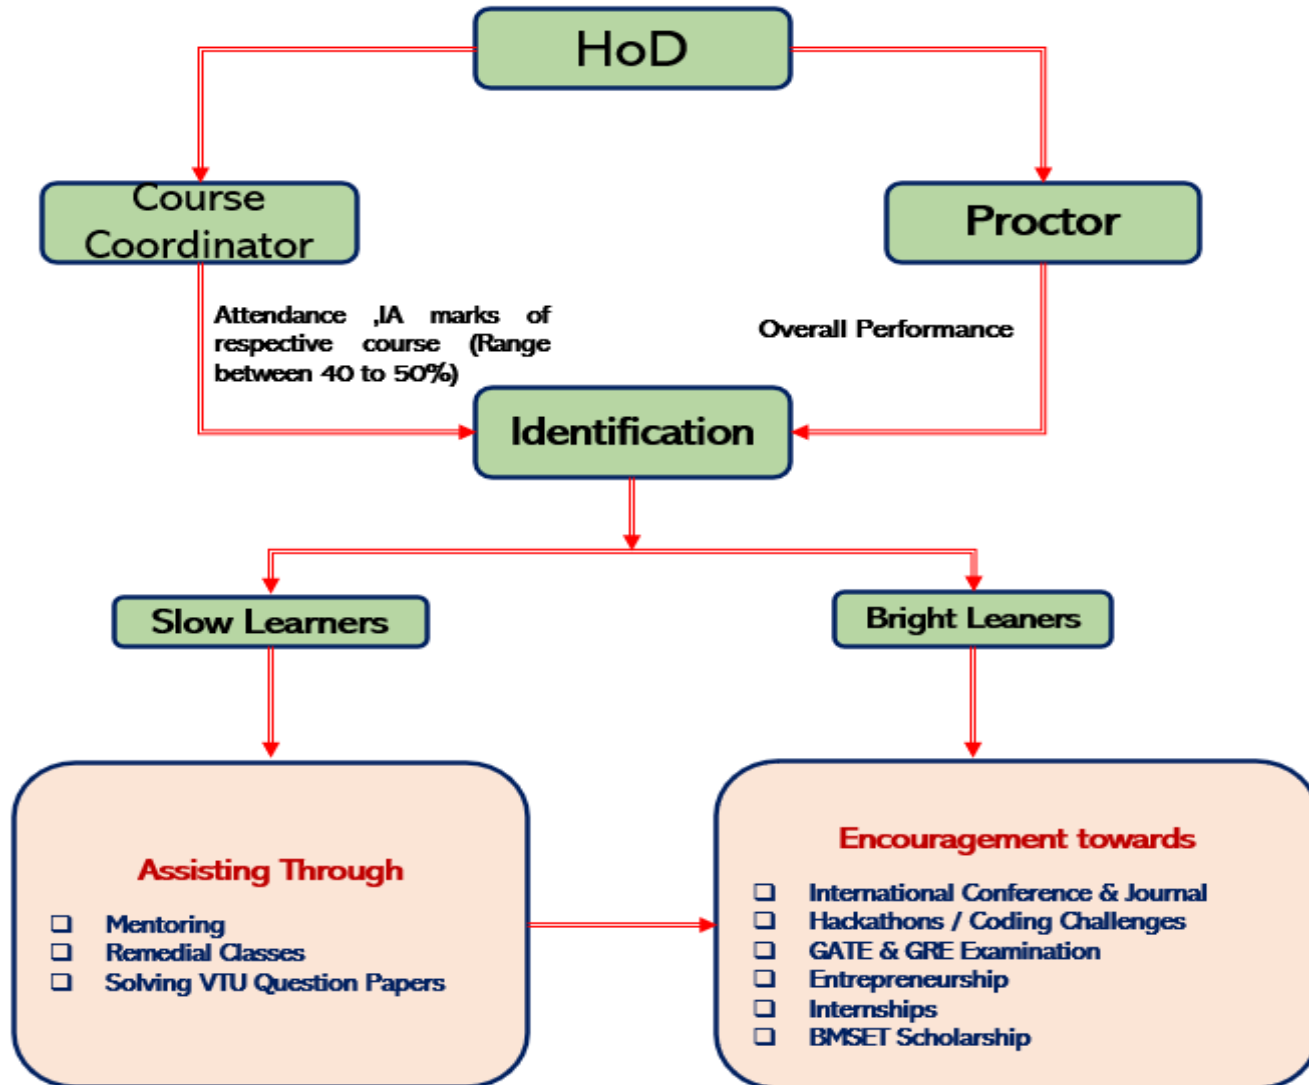 HoD
Course
Coordinator
Proctor
Attendance ,IA marks of
respective course (Range
between 40 to 50%)
Overall Performance
Identification
Slow Learners
Bright Leaners
Assisting Through
❑ Mentoring
❑ Remedial Classes
❑ Solving VTU Question Papers
Encouragement towards
❑ International Conference & Journal
❑ Hackathons / Coding Challenges
❑ GATE & GRE Examination
❑ Entrepreneurship
❑ Internships
❑ BMSET Scholarship